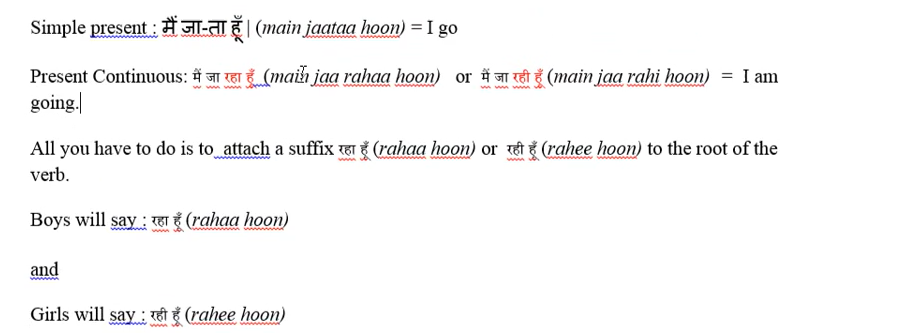 Simple present : मैं जा-ता हूँ | (main jaataa hoon) = I go
Present Continuous: मैं जा रहा हूँ (main jaa rahaa hoon) or मैं जा रही हूँ (main jaa rahi hoon) = I am
going.
All you have to do is to attach a suffix रहा हूँ (rahaa hoon) or रही हूँ (rahee hoon) to the root of the
verb.
Boys will say : रहा हूँ (rahaa hoon)
and
Girls will say : रही हूँ (rahee hoon)